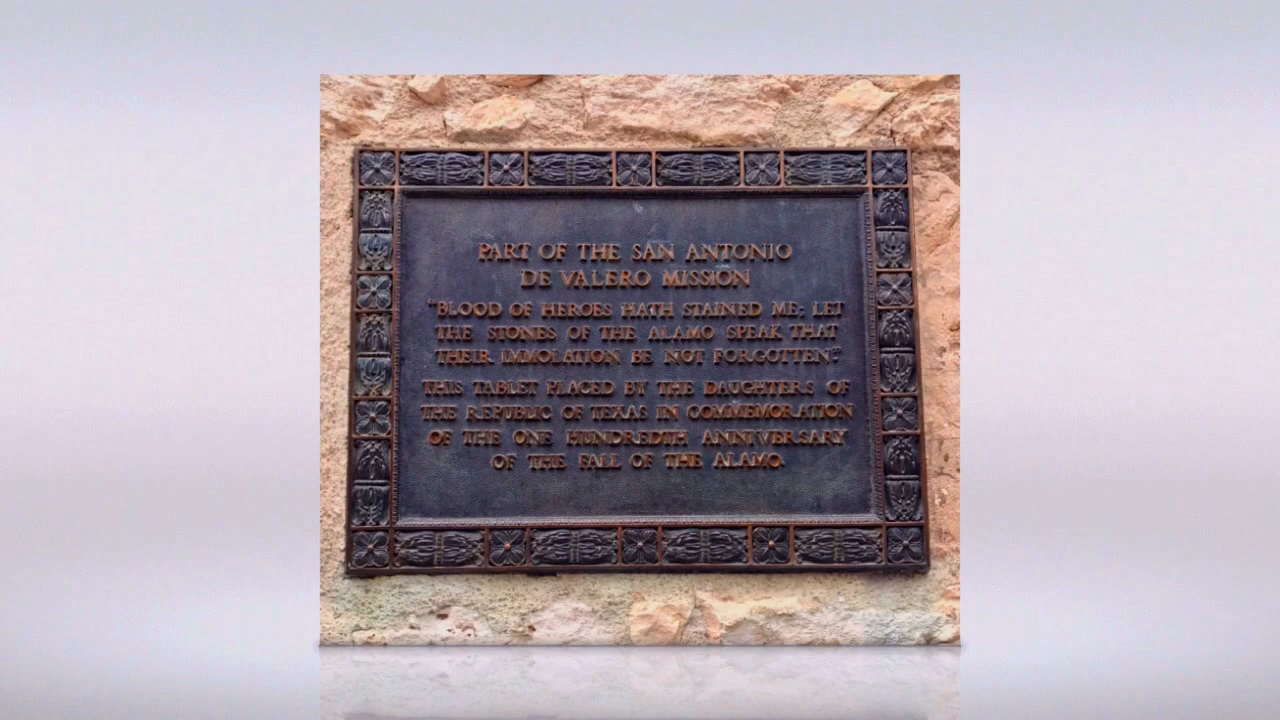 PART OF THE SAN ANTONIO
DE VALERO MISSION
"BLOOD OF HEROES HATH STAINED ME; LET
THE STONES OF THE ALAMO SPEAK THAT
THEIR IMMOLATION BE NOT FORGOTTEN."
THIS TABLET PLACED BY THE DAUGHTERS OF
THE REPUBLIC OF TEXAS IN COMMEMORATION
OF THE ONE HUNDREDTH ANNIVERSARY
OF THE FALL OF THE ALAMO.